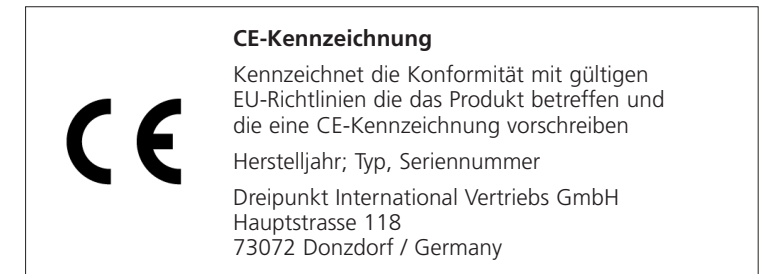 CE-Kennzeichnung
Kennzeichnet die Konformität mit gültigen
EU-Richtlinien die das Produkt betreffen und
CE
die eine CE-Kennzeichnung vorschreiben
Herstelljahr; Typ, Seriennummer
Dreipunkt International Vertriebs GmbH
Hauptstrasse 118
73072 Donzdorf / Germany